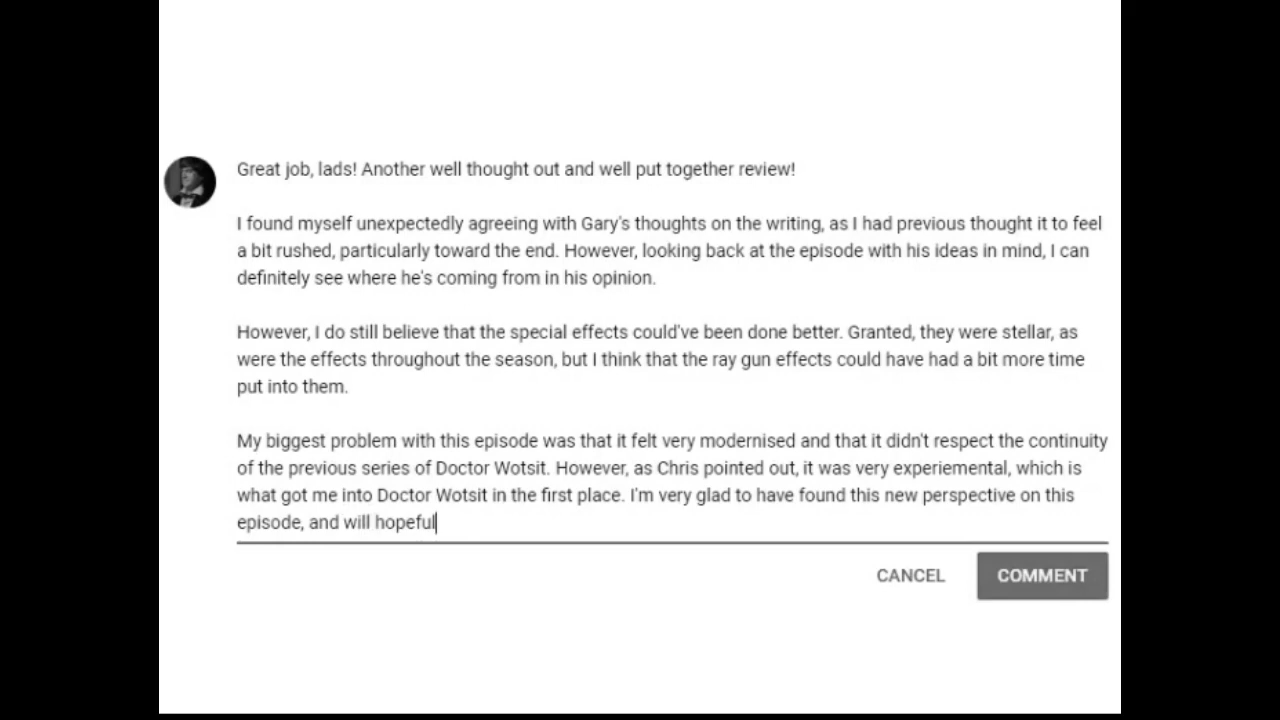 Great job, lads! Another well thought out and well put together review!
I found myself unexpectedly agreeing with Gary's thoughts on the writing, as I had previous thought it to feel
a bit rushed, particularly toward the end. However, looking back at the episode with his ideas in mind, I can
definitely see where he's coming from in his opinion.
However, I do still believe that the special effects could've been done better. Granted, they were stellar, as
were the effects throughout the season, but I think that the ray gun effects could have had a bit more time
put into them.
My biggest problem with this episode was that it felt very modernised and that it didn't respect the continuity
of the previous series of Doctor Wotsit. However, as Chris pointed out, it was very experiemental, which is
what got me into Doctor Wotsit in the first place. I'm very glad to have found this new perspective on this
episode, and will hopeful
CANCEL COMMENT